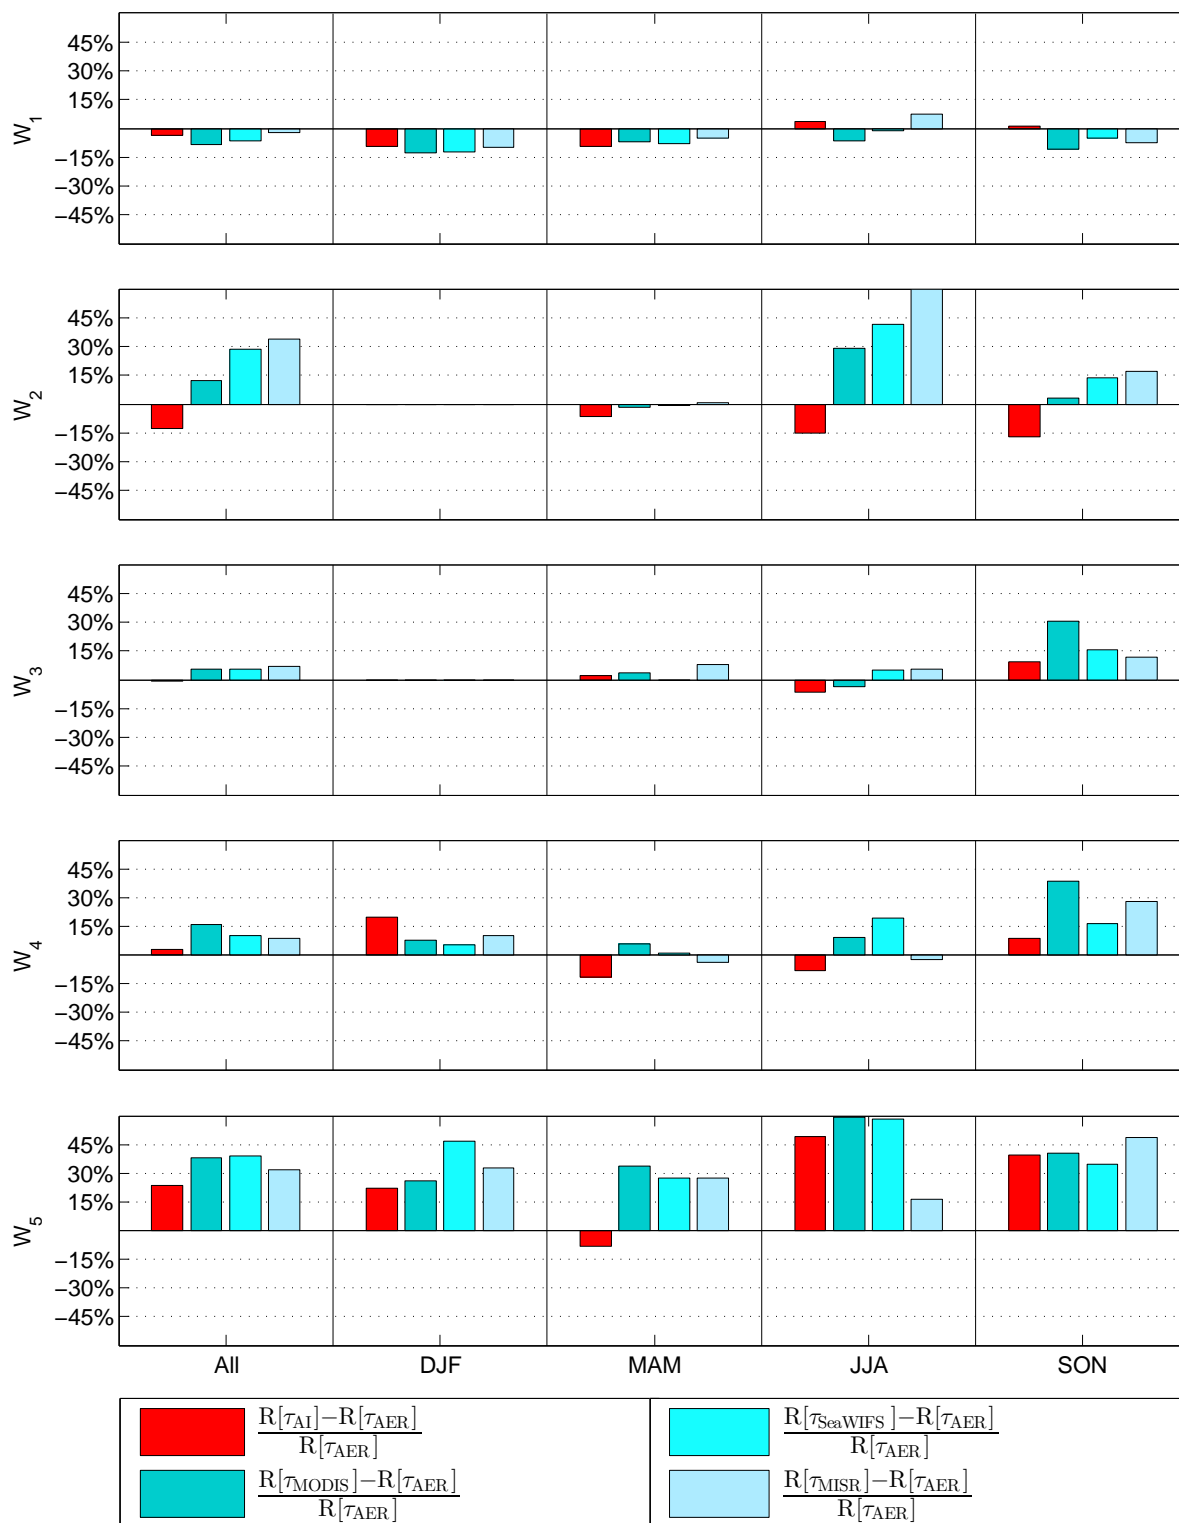 45%
30%
15%
W1
−15%
−30%
−45%
45%
30%
15%
W2
−15%
−30%
−45%
45%
30%
15%
W3
−15%
−30%
−45%
45%
30%
15%
W4
−15%
−30%
−45%
45%
30%
15%
W5
−15%
−30%
−45%
All DJF MAM JJA SON
R[τAI]−R[τAER]
R[τAER]
R[τMODIS]−R[τAER]
R[τAER]
R[τSeaWIFS]−R[τAER]
R[τAER]
R[τMISR]−R[τAER]
R[τAER]